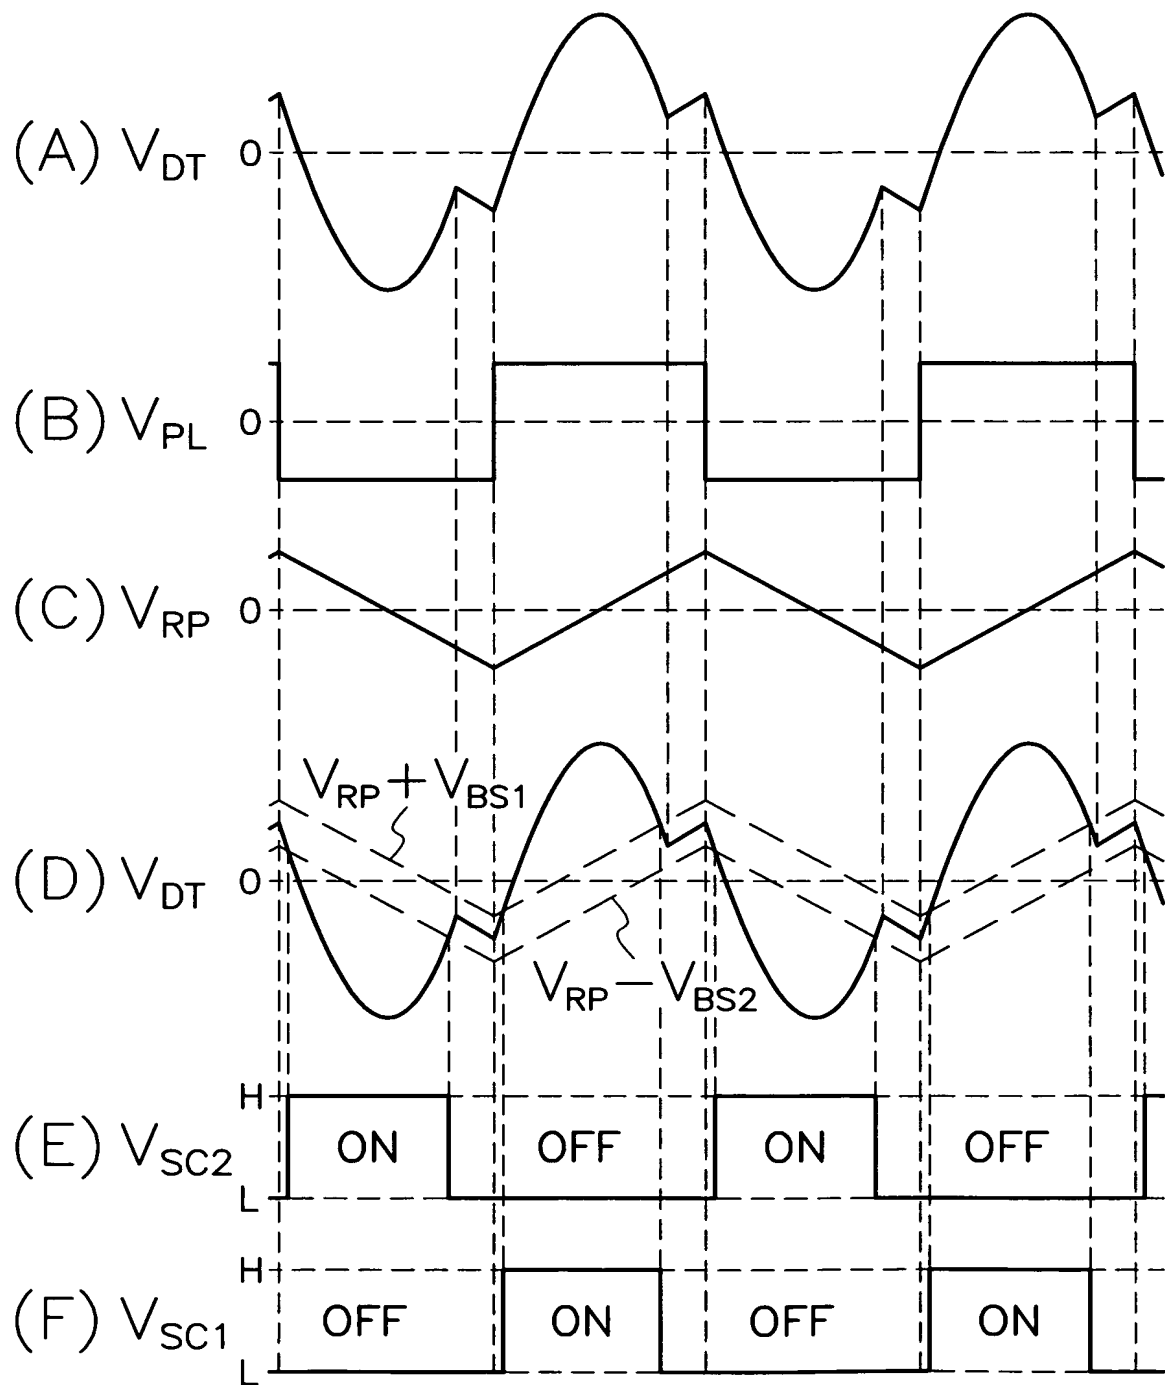 (A) V_DT 0
(B) V_PL 0
(C) V_RP 0
V_RP + V_BS1
(D) V_DT 0
V_RP − V_BS2
H
(E) V_SC2 ON OFF ON OFF
L
H
(F) V_SC1 OFF ON OFF ON
L